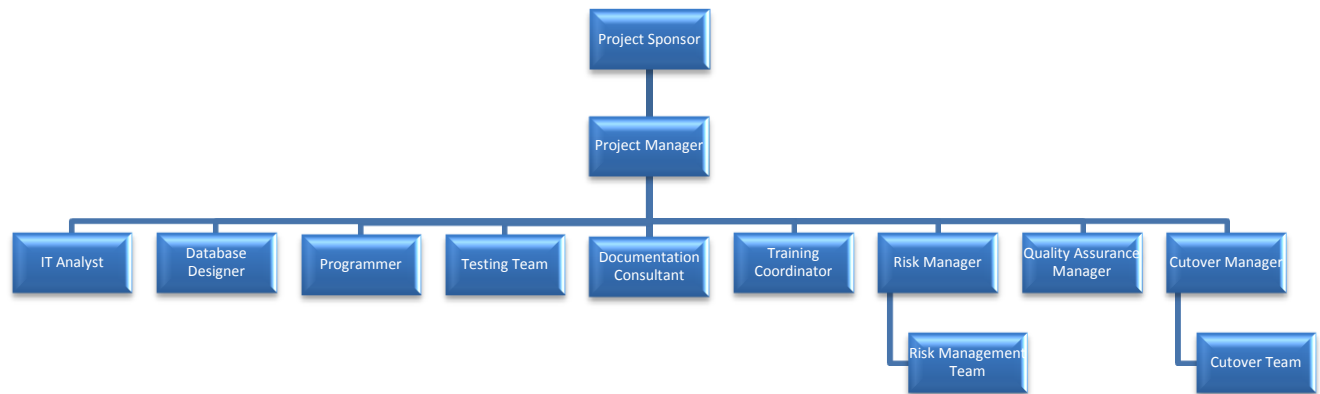 Project Sponsor
Project Manager
IT Analyst
Database
Designer
Programmer
Testing Team
Documentation
Consultant
Training
Coordinator
Risk Manager
Quality Assurance
Manager
Cutover Manager
Risk Management
Team
Cutover Team